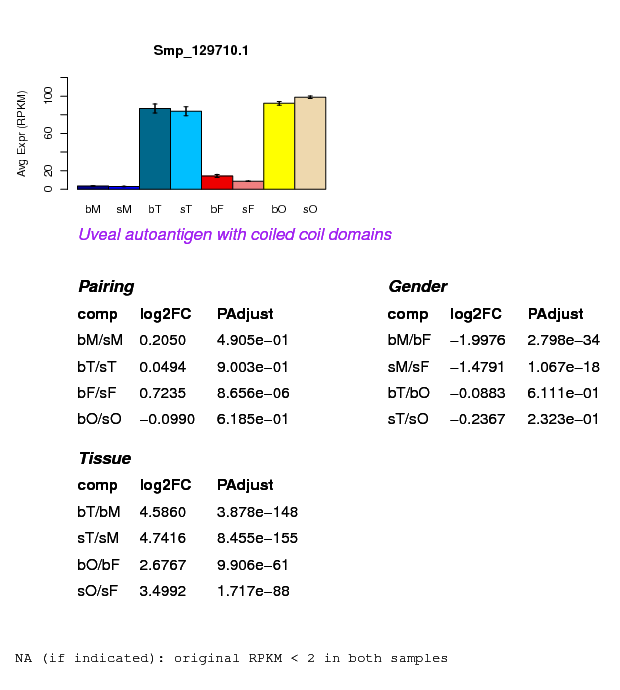 Smp_129710.1
Avg Expr (RPKM)
100
60
20
0
bM sM bT sT bF sF bO sO
Uveal autoantigen with coiled coil domains
Pairing
comp log2FC PAdjust
bM/sM 0.2050 4.905e−01
bT/sT 0.0494 9.003e−01
bF/sF 0.7235 8.656e−06
bO/sO −0.0990 6.185e−01
Gender
comp log2FC PAdjust
bM/bF −1.9976 2.798e−34
sM/sF −1.4791 1.067e−18
bT/bO −0.0883 6.111e−01
sT/sO −0.2367 2.323e−01
Tissue
comp log2FC PAdjust
bT/bM 4.5860 3.878e−148
sT/sM 4.7416 8.455e−155
bO/bF 2.6767 9.906e−61
sO/sF 3.4992 1.717e−88
NA (if indicated): original RPKM < 2 in both samples